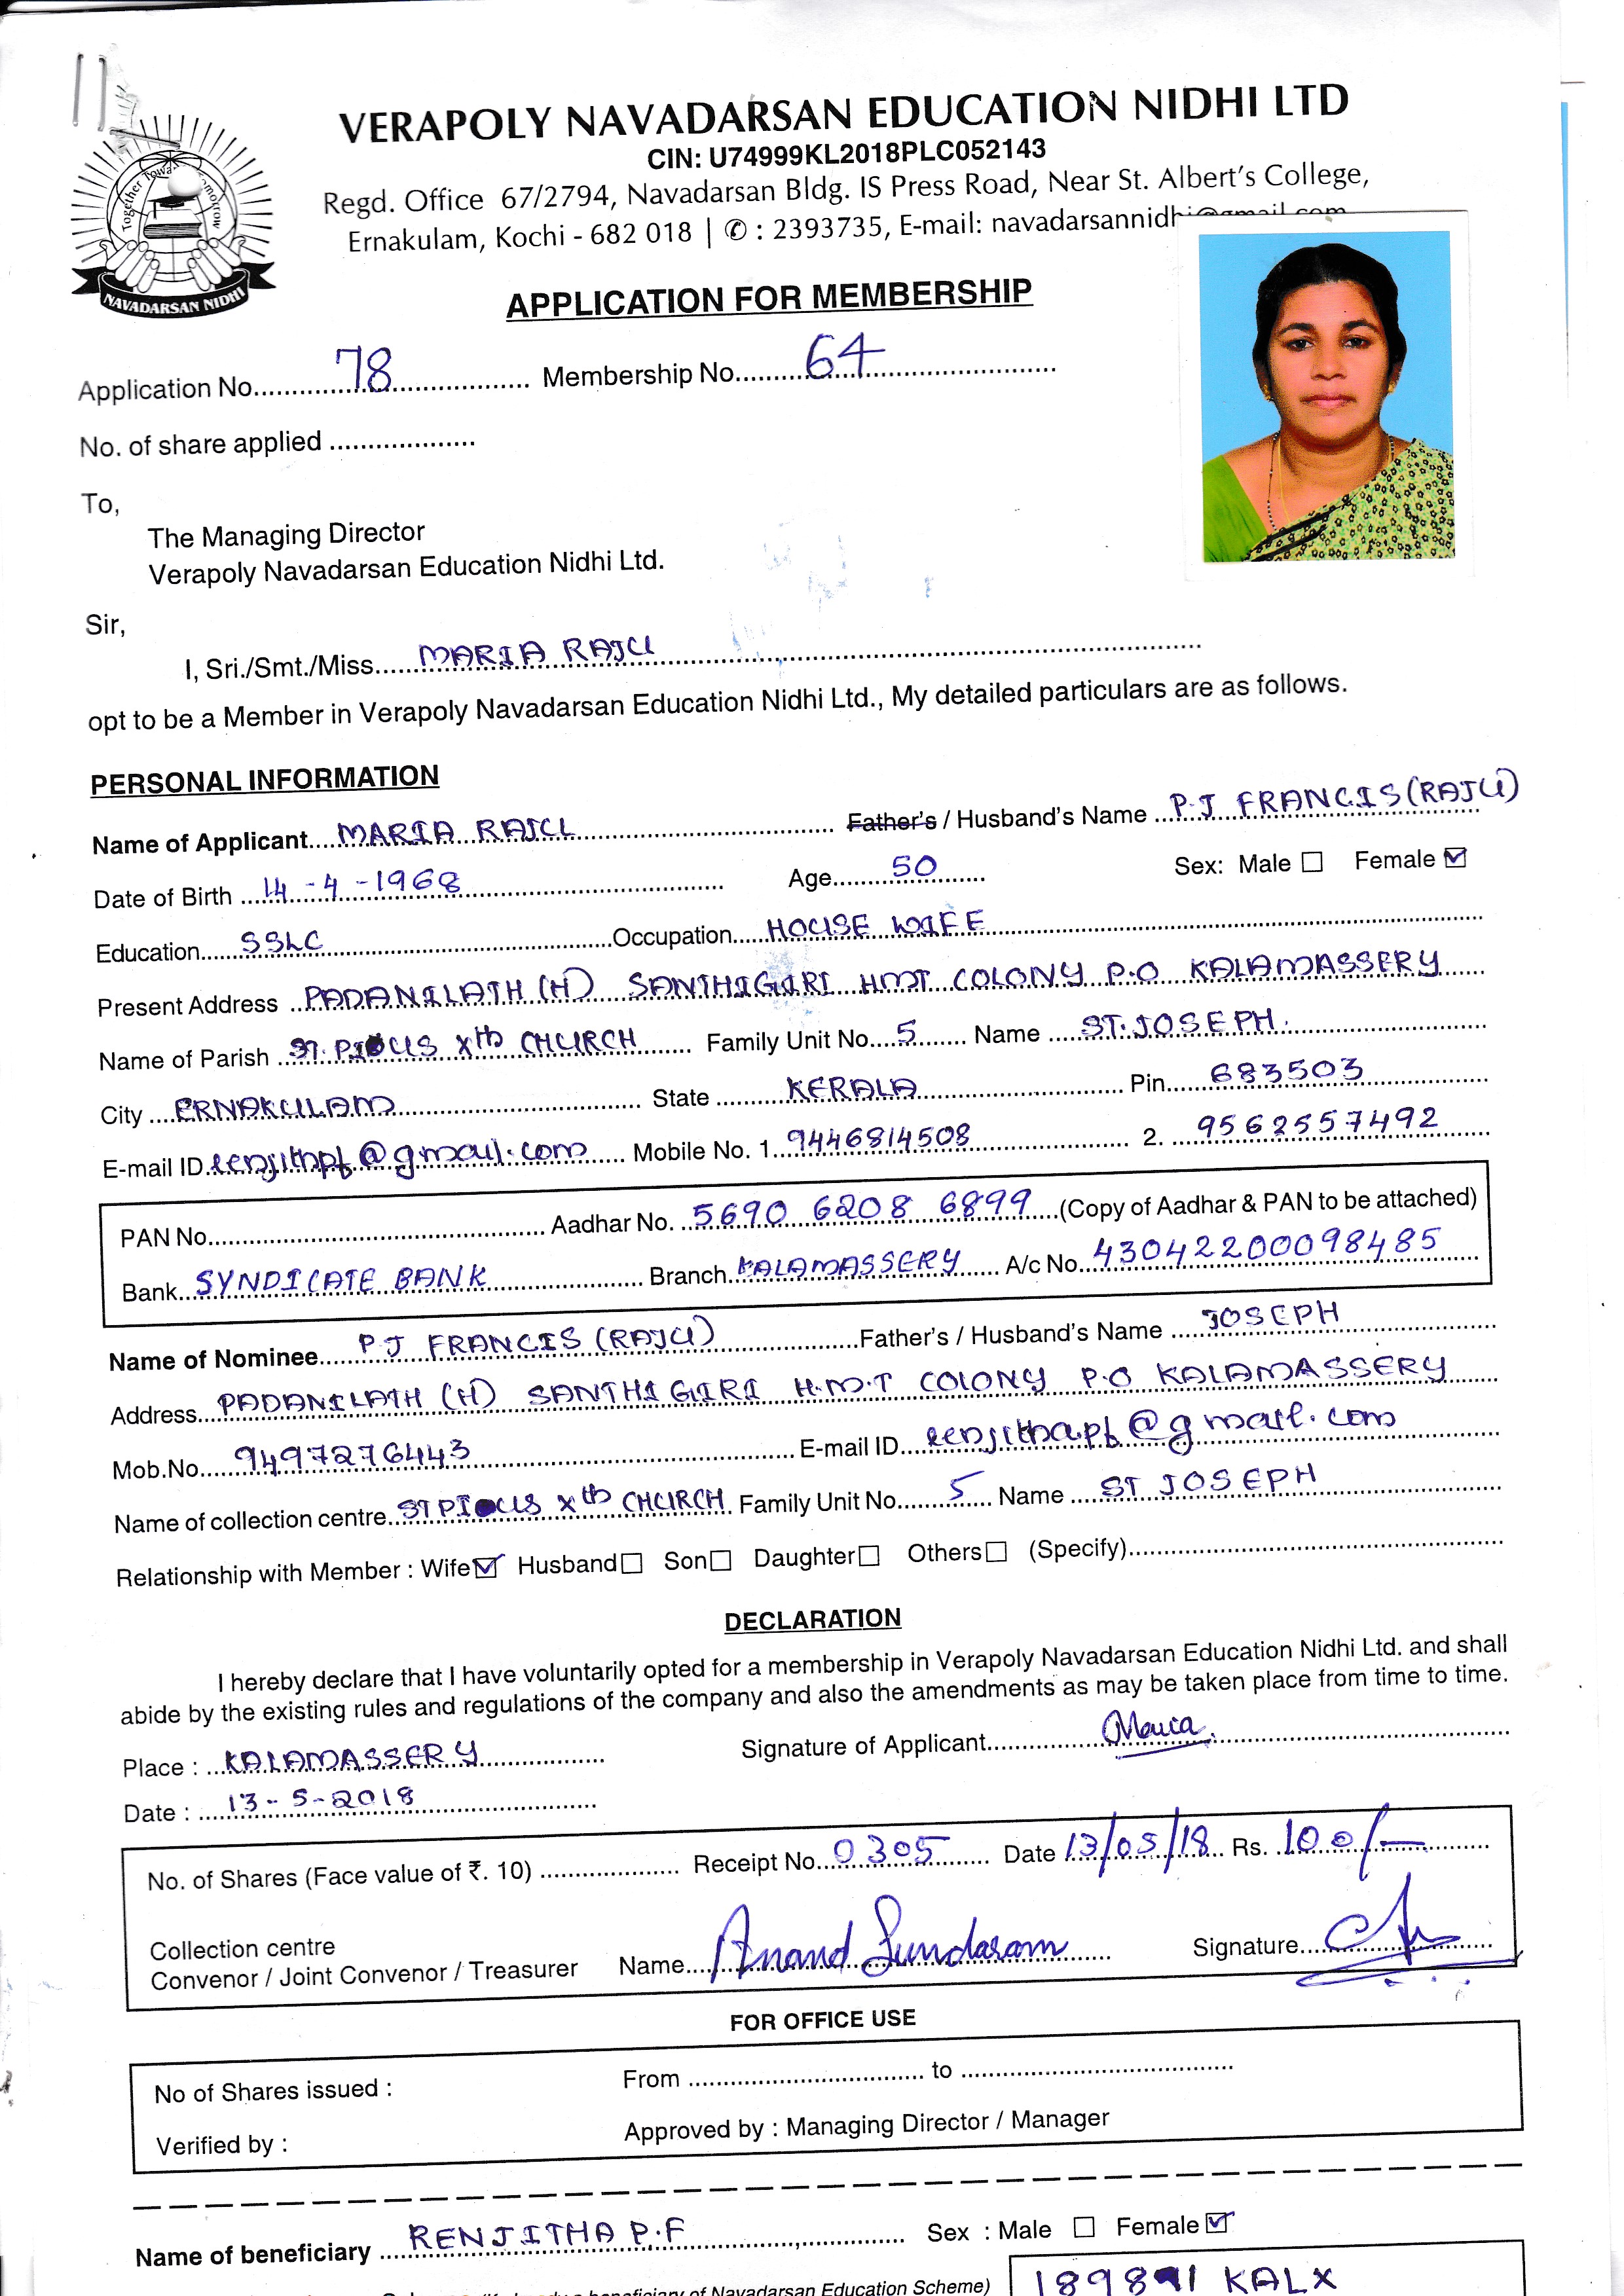 VERAPOLY NAVADARSAN EDUCATION NIDHI LTD
CIN: U74999KL2018PLC052143
Regd. Office 67/2794, Navadarsan Bldg. IS Press Road, Near St. Albert's College,
Ernakulam, Kochi - 682 018 | ✆ : 2393735, E-mail: navadarsannidhi@gmail.com
Together Towards Tomorrow
NAVADARSAN NIDHI
APPLICATION FOR MEMBERSHIP
Application No. 78 Membership No. 64
No. of share applied
To,
The Managing Director
Verapoly Navadarsan Education Nidhi Ltd.
Sir,
I, Sri./Smt./Miss. MARIA RAJU
opt to be a Member in Verapoly Navadarsan Education Nidhi Ltd., My detailed particulars are as follows.
PERSONAL INFORMATION
Name of Applicant MARIA RAJU Father's / Husband's Name P.J FRANCIS (RAJU)
Date of Birth 14-4-1968 Age 50 Sex: Male ☐ Female ☑
Education SSLC Occupation HOUSE WIFE
Present Address PADANILATH (H) SANTHIGIRI HMT COLONY P.O KALAMASSERY
Name of Parish ST. PIOUS Xth CHURCH Family Unit No. 5 Name ST. JOSEPH.
City ERNAKULAM State KERALA Pin 683503
E-mail ID renjithpf@gmail.com Mobile No. 1. 9446814508 2. 9562557492
PAN No. Aadhar No. 5690 6208 6899 (Copy of Aadhar & PAN to be attached)
Bank SYNDICATE BANK Branch KALAMASSERY A/c No. 43042200098485
Name of Nominee P J FRANCIS (RAJU) Father's / Husband's Name JOSEPH
Address PADANILATH (H) SANTHIGIRI H.M.T COLONY P.O KALAMASSERY
Mob.No. 9497276443 E-mail ID renjithapf@gmail.com
Name of collection centre ST PIOUS Xth CHURCH Family Unit No. 5 Name ST JOSEPH
Relationship with Member : Wife ☑ Husband ☐ Son ☐ Daughter ☐ Others ☐ (Specify)
DECLARATION
I hereby declare that I have voluntarily opted for a membership in Verapoly Navadarsan Education Nidhi Ltd. and shall
abide by the existing rules and regulations of the company and also the amendments as may be taken place from time to time.
Place : KALAMASSERY Signature of Applicant Maria
Date : 13-5-2018
No. of Shares (Face value of ₹. 10) Receipt No. 0305 Date 13/05/18 Rs. 100/-
Collection centre
Convenor / Joint Convenor / Treasurer Name Anand Sundaram Signature
FOR OFFICE USE
No of Shares issued : From to
Verified by : Approved by : Managing Director / Manager
Name of beneficiary RENJITHA P.F Sex : Male ☐ Female ☑
beneficiary of Navadarsan Education Scheme) 189891 KALX